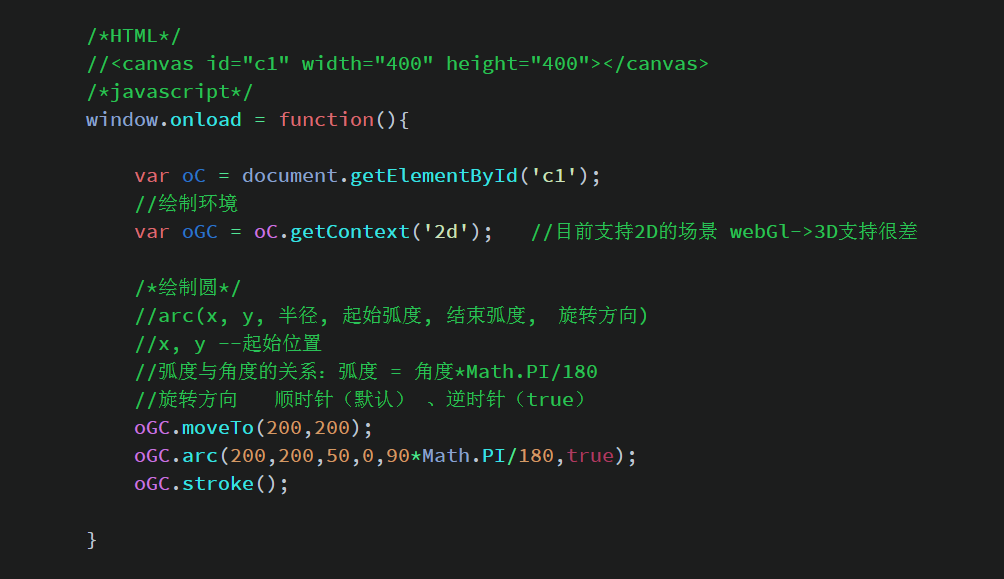 /*HTML*/
//<canvas id="c1" width="400" height="400"></canvas>
/*javascript*/
window.onload = function(){
var oC = document.getElementById('c1');
//绘制环境
var oGC = oC.getContext('2d');   //目前支持2D的场景 webGl->3D支持很差
/*绘制圆*/
//arc(x, y, 半径, 起始弧度, 结束弧度, 旋转方向)
//x, y --起始位置
//弧度与角度的关系：弧度 = 角度*Math.PI/180
//旋转方向   顺时针（默认） 、逆时针（true）
oGC.moveTo(200,200);
oGC.arc(200,200,50,0,90*Math.PI/180,true);
oGC.stroke();
}